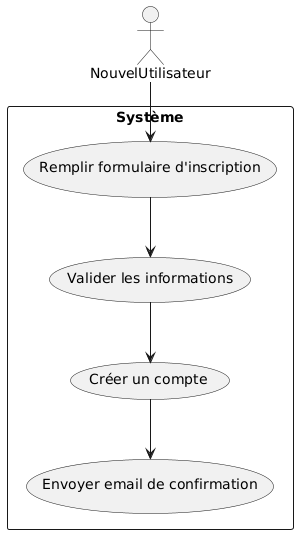 NouvelUtilisateur
Système
Remplir formulaire d'inscription
Valider les informations
Créer un compte
Envoyer email de confirmation